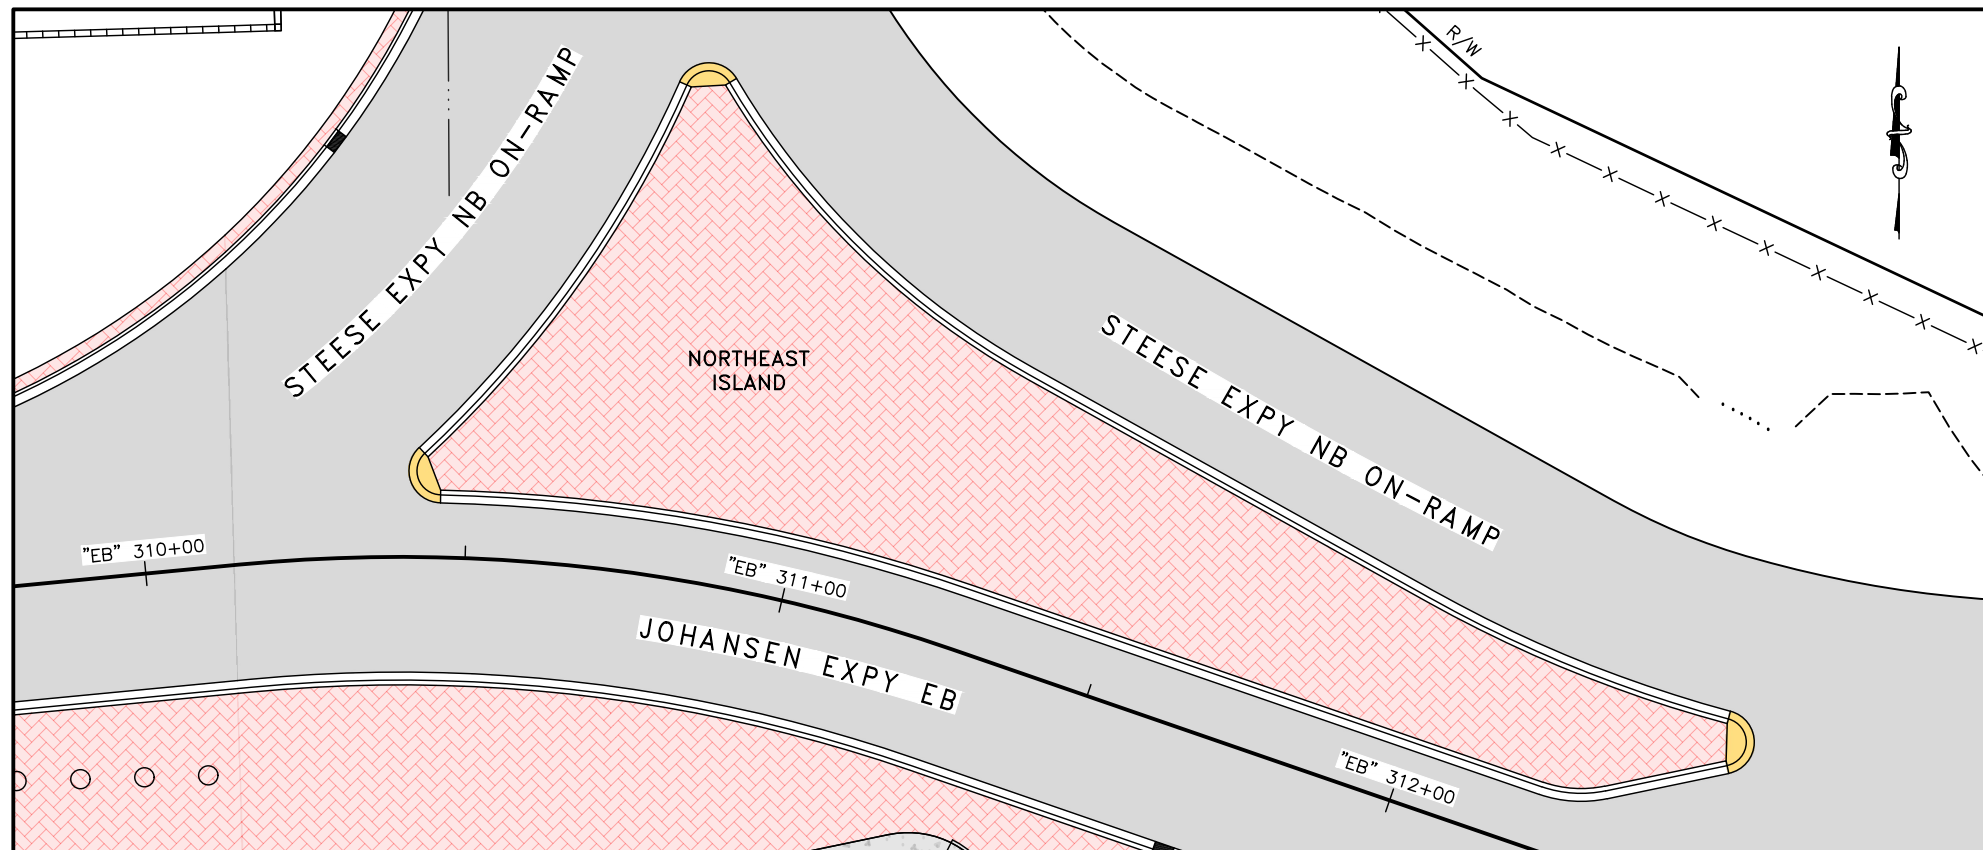 R/W
STEESE EXPY NB ON-RAMP
NORTHEAST
ISLAND
STEESE EXPY NB ON-RAMP
"EB" 310+00
"EB" 311+00
JOHANSEN EXPY EB
"EB" 312+00